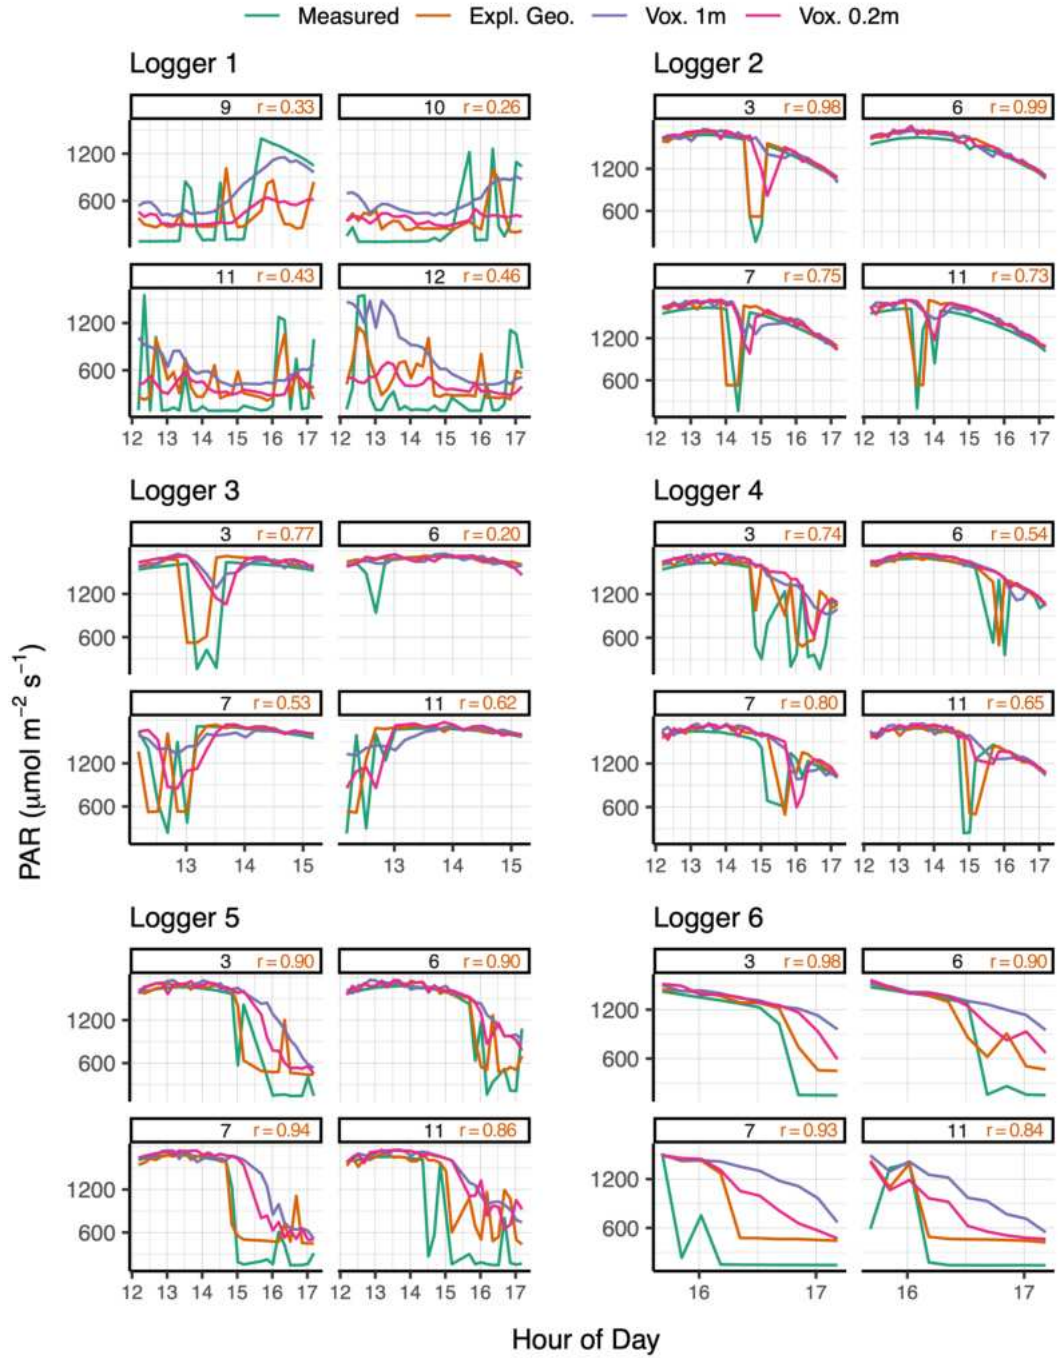 Measured Expl. Geo. Vox. 1m Vox. 0.2m
Logger 1
9 r = 0.33
10 r = 0.26
1200
600
11 r = 0.43
12 r = 0.46
1200
600
12 13 14 15 16 17
12 13 14 15 16 17
Logger 2
3 r = 0.98
6 r = 0.99
1200
600
7 r = 0.75
11 r = 0.73
1200
600
12 13 14 15 16 17
12 13 14 15 16 17
Logger 3
3 r = 0.77
6 r = 0.20
1200
600
7 r = 0.53
11 r = 0.62
1200
600
13 14 15
13 14 15
Logger 4
3 r = 0.74
6 r = 0.54
1200
600
7 r = 0.80
11 r = 0.65
1200
600
12 13 14 15 16 17
12 13 14 15 16 17
Logger 5
3 r = 0.90
6 r = 0.90
1200
600
7 r = 0.94
11 r = 0.86
1200
600
12 13 14 15 16 17
12 13 14 15 16 17
Logger 6
3 r = 0.98
6 r = 0.90
1200
600
7 r = 0.93
11 r = 0.84
1200
600
16 17
16 17
PAR (μmol m⁻² s⁻¹)
Hour of Day